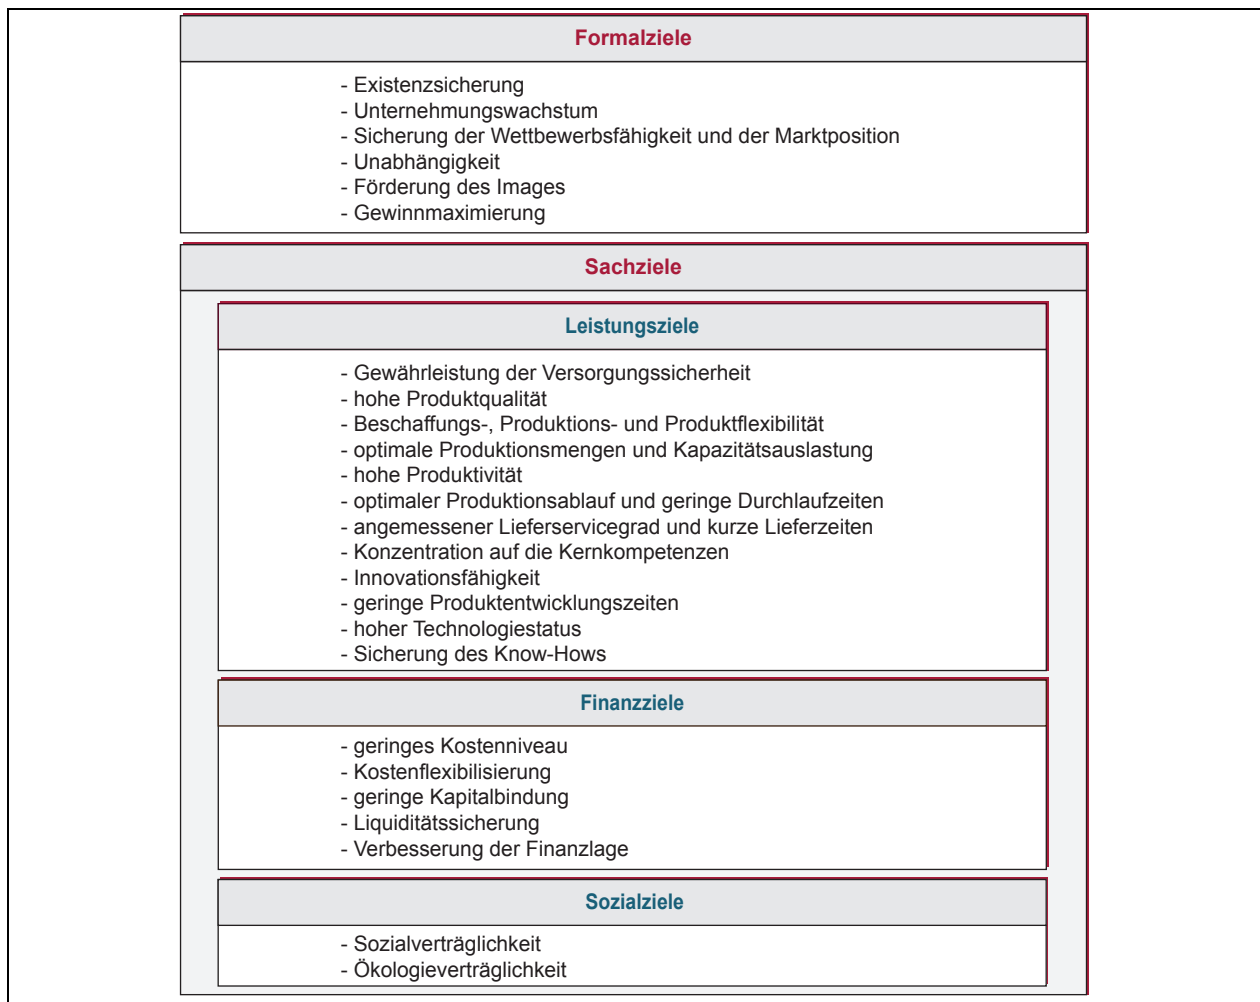 Formalziele
- Existenzsicherung
- Unternehmungswachstum
- Sicherung der Wettbewerbsfähigkeit und der Marktposition
- Unabhängigkeit
- Förderung des Images
- Gewinnmaximierung
Sachziele
Leistungsziele
- Gewährleistung der Versorgungssicherheit
- hohe Produktqualität
- Beschaffungs-, Produktions- und Produktflexibilität
- optimale Produktionsmengen und Kapazitätsauslastung
- hohe Produktivität
- optimaler Produktionsablauf und geringe Durchlaufzeiten
- angemessener Lieferservicegrad und kurze Lieferzeiten
- Konzentration auf die Kernkompetenzen
- Innovationsfähigkeit
- geringe Produktentwicklungszeiten
- hoher Technologiestatus
- Sicherung des Know-Hows
Finanzziele
- geringes Kostenniveau
- Kostenflexibilisierung
- geringe Kapitalbindung
- Liquiditätssicherung
- Verbesserung der Finanzlage
Sozialziele
- Sozialverträglichkeit
- Ökologieverträglichkeit